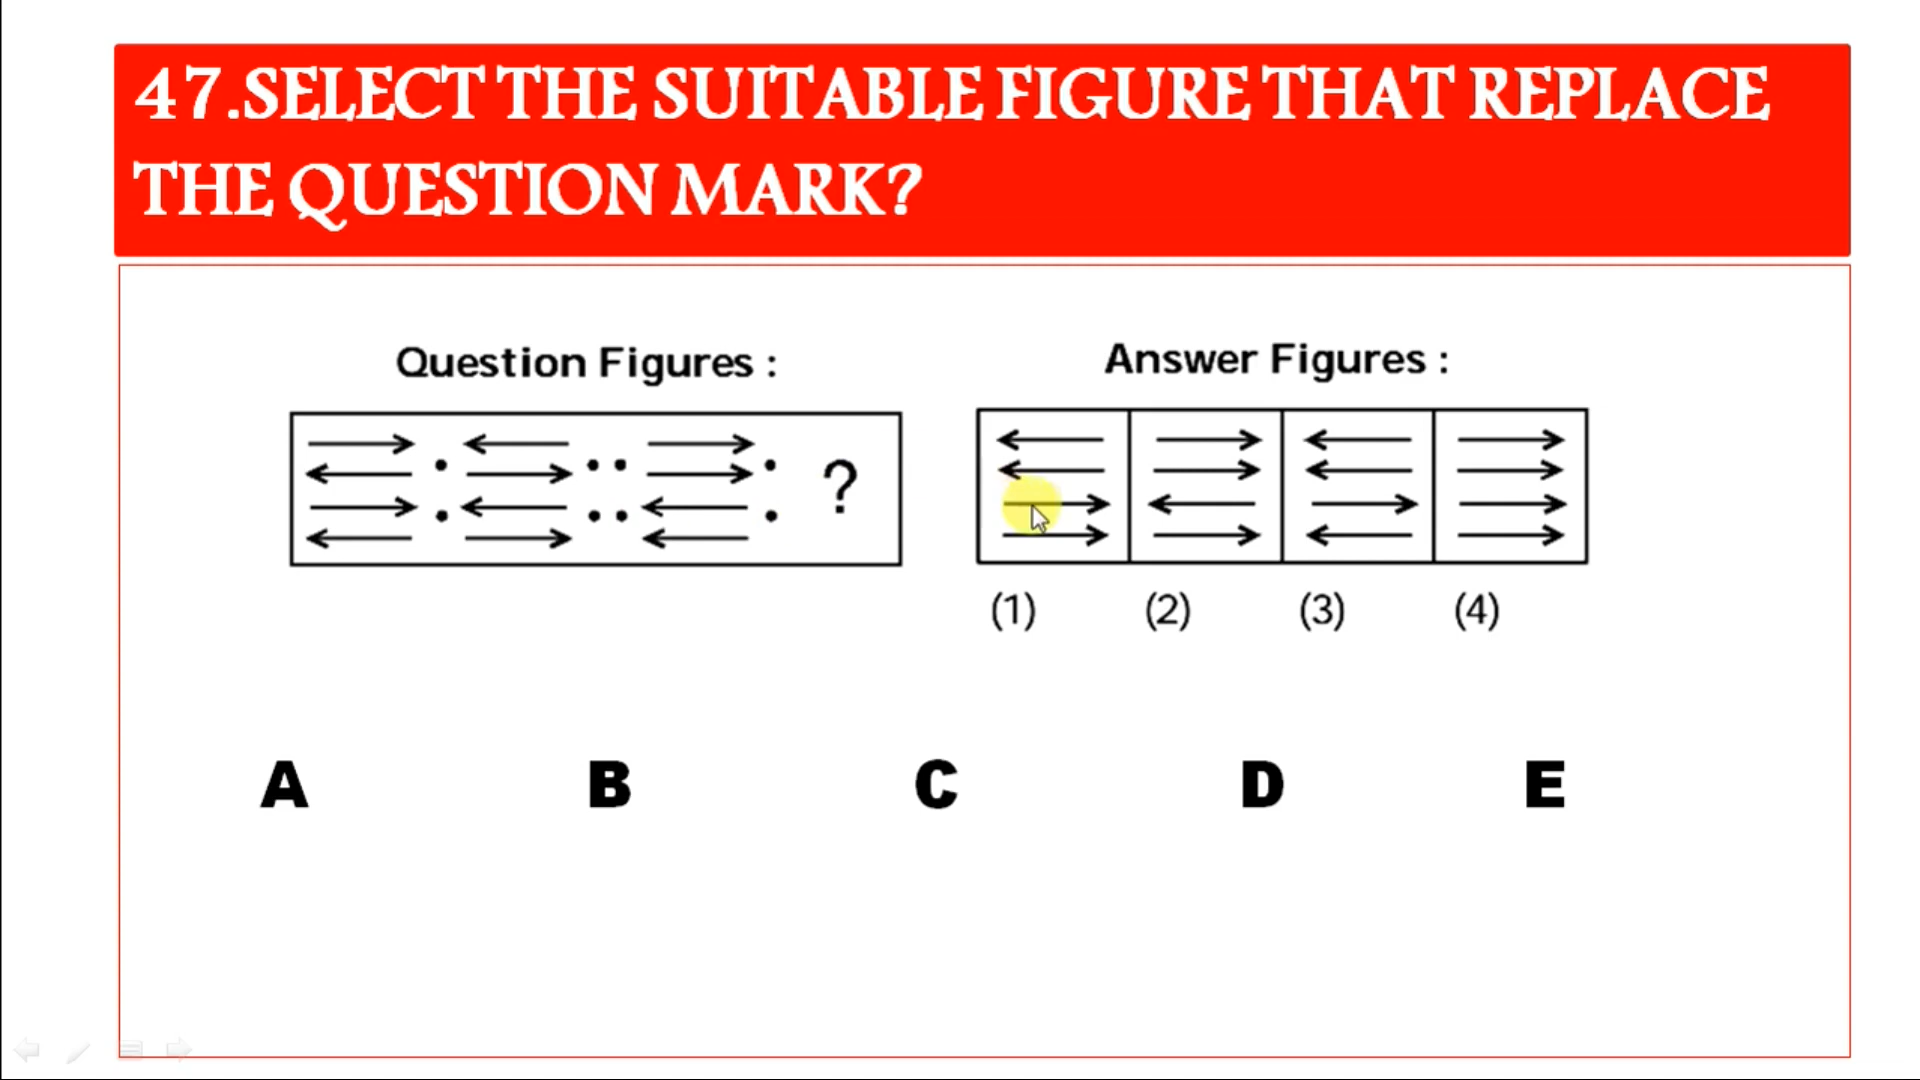 47.SELECT THE SUITABLE FIGURE THAT REPLACE
THE QUESTION MARK?
Question Figures :
Answer Figures :
?
(1) (2) (3) (4)
A B C D E